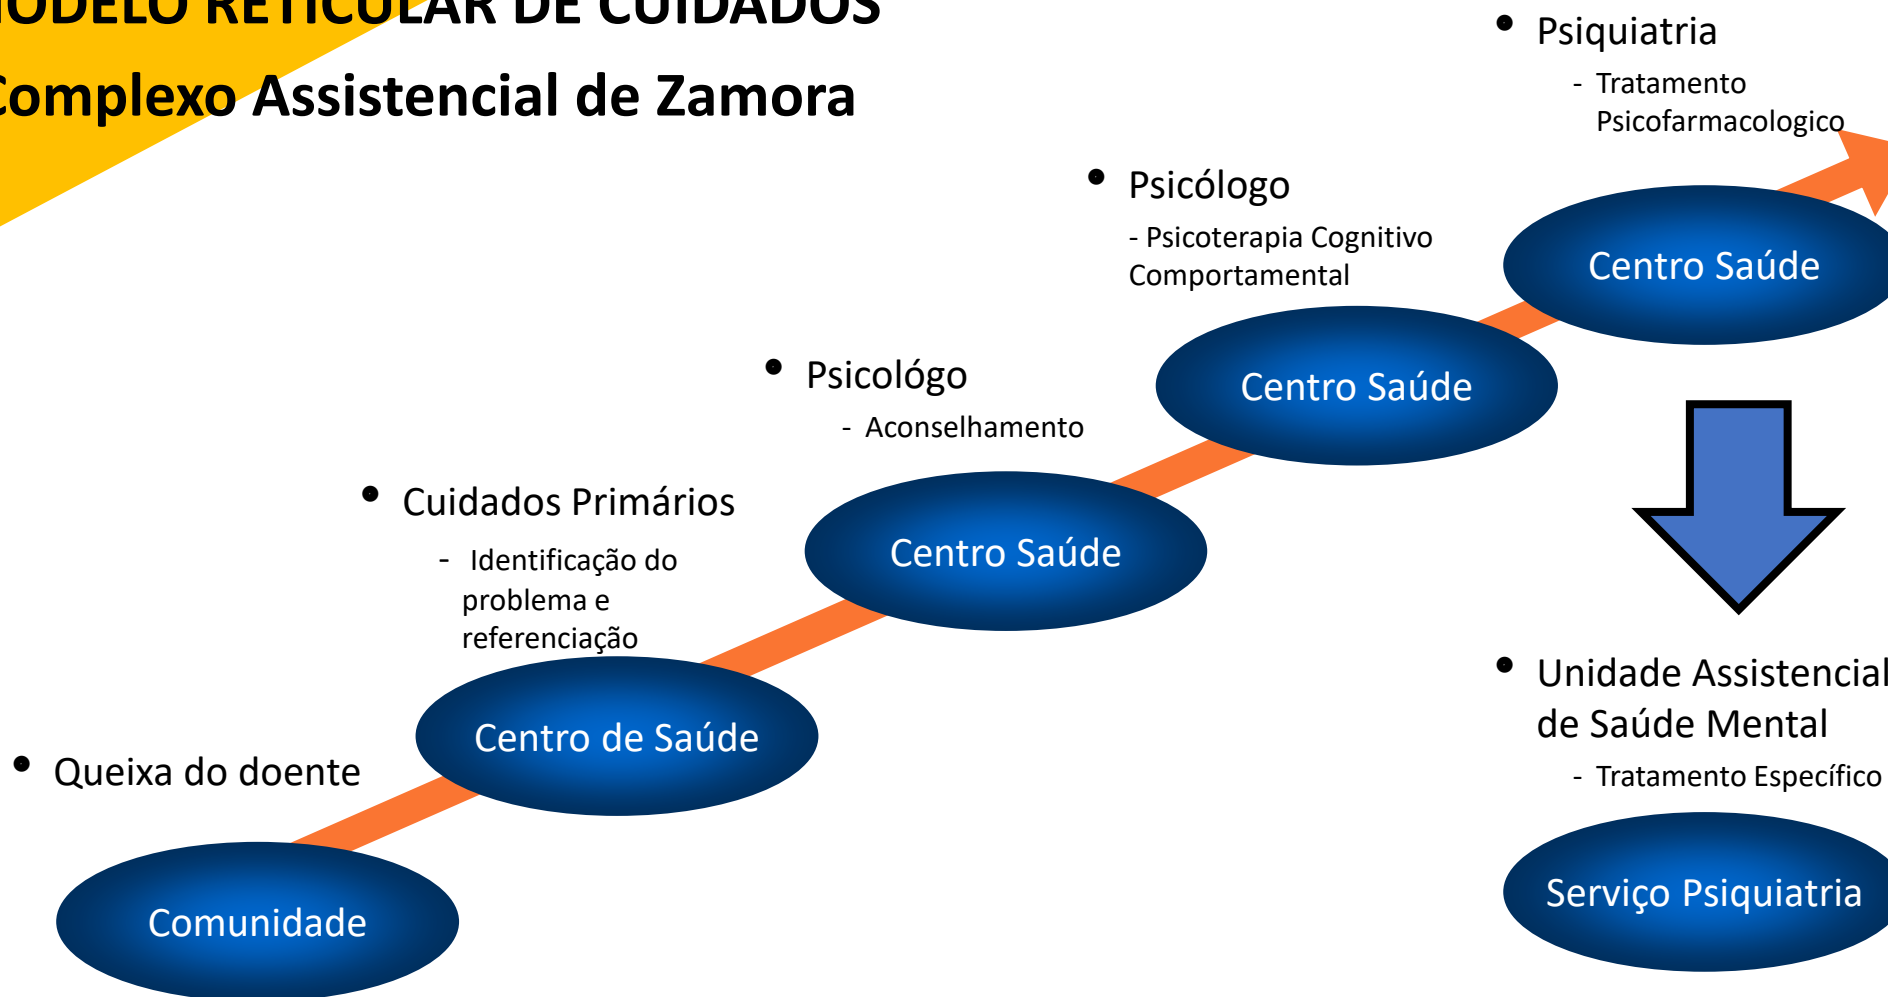 MODELO RETICULAR DE CUIDADOS
Complexo Assistencial de Zamora
• Psiquiatria
- Tratamento
Psicofarmacologico
Centro Saúde
• Psicólogo
- Psicoterapia Cognitivo
Comportamental
Centro Saúde
• Psicológo
- Aconselhamento
Centro Saúde
• Cuidados Primários
- Identificação do
problema e
referenciação
Centro de Saúde
• Queixa do doente
Comunidade
• Unidade Assistencial
de Saúde Mental
- Tratamento Específico
Serviço Psiquiatria